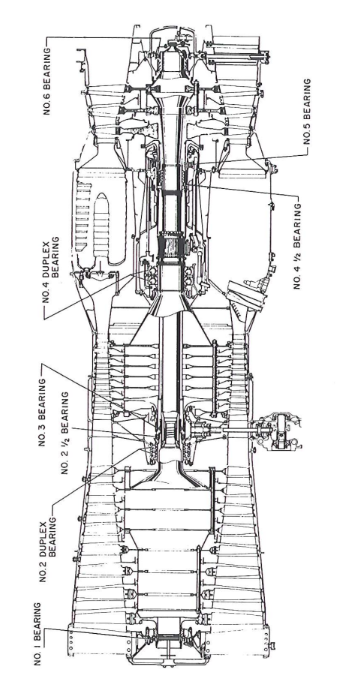 NO. 1 BEARING
NO.2 DUPLEX
BEARING
NO. 2 ½ BEARING
NO.3 BEARING
NO.4 DUPLEX
BEARING
NO.6 BEARING
NO. 4 ½ BEARING
NO.5 BEARING